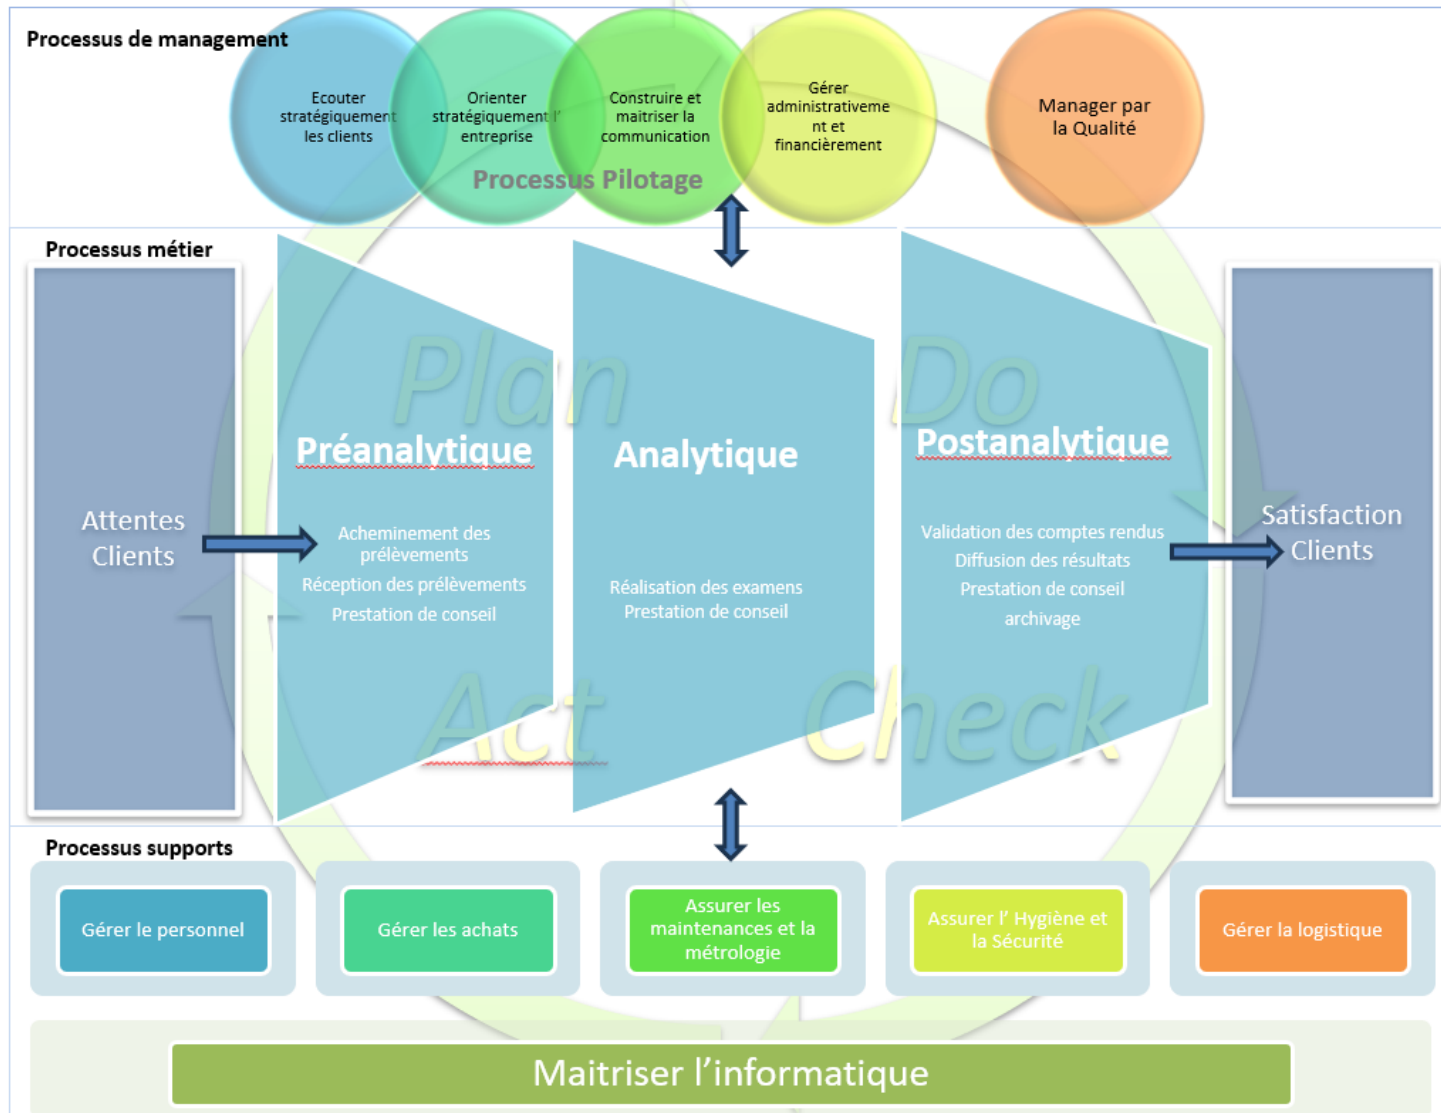 Processus de management
Ecouter
stratégiquement
les clients
Orienter
stratégiquement l'
entreprise
Construire et
maitriser la
communication
Gérer
administrativeme
nt et
financièrement
Manager par
la Qualité
Processus Pilotage
Processus métier
Plan
Do
Préanalytique
Analytique
Postanalytique
Attentes
Clients
Acheminement des
prélèvements
Réception des prélèvements
Prestation de conseil
Réalisation des examens
Prestation de conseil
Validation des comptes rendus
Diffusion des résultats
Prestation de conseil
archivage
Satisfaction
Clients
Act
Check
Processus supports
Gérer le personnel
Gérer les achats
Assurer les
maintenances et la
métrologie
Assurer l' Hygiène et
la Sécurité
Gérer la logistique
Maitriser l'informatique